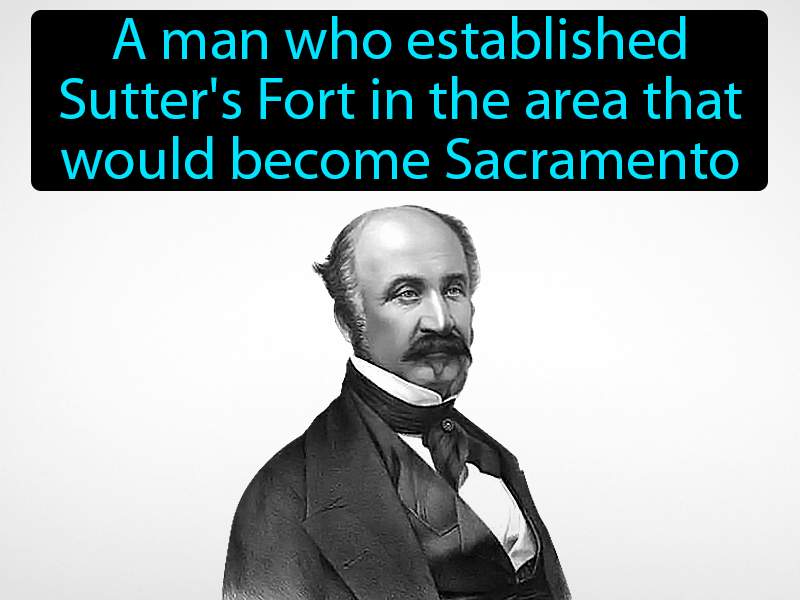 A man who established
Sutter's Fort in the area that
would become Sacramento